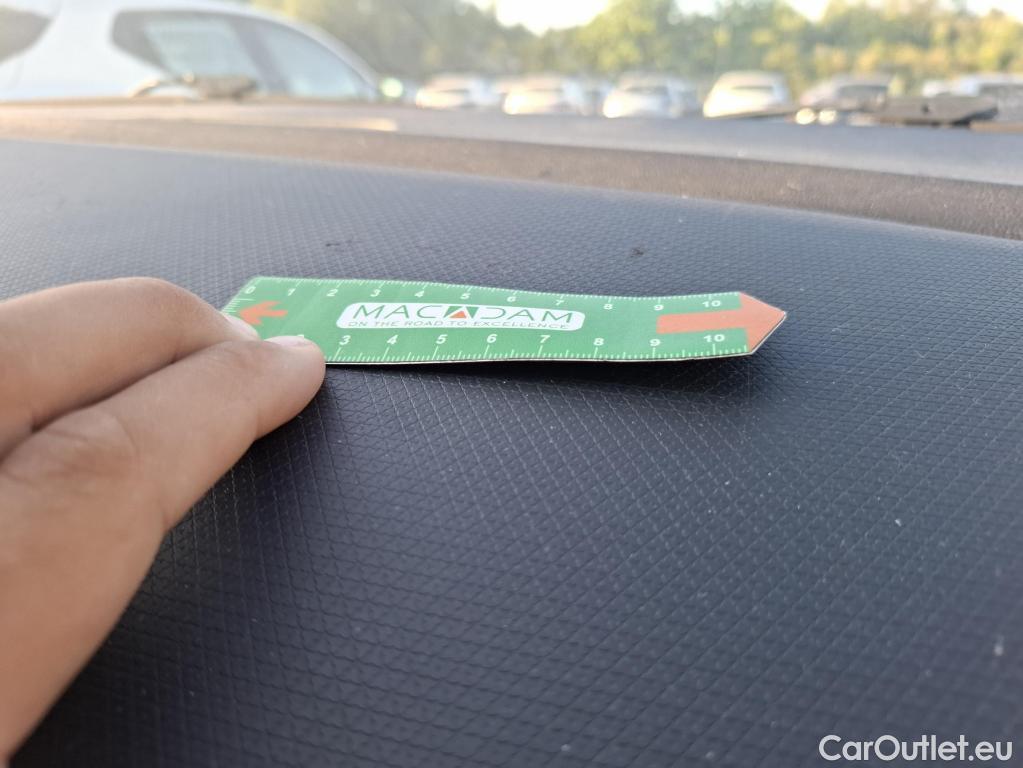 0 1 2 3 4 5 6 7 8 9 10
MACADAM
ON THE ROAD TO EXCELLENCE
3 4 5 6 7 8 9 10
CarOutlet.eu